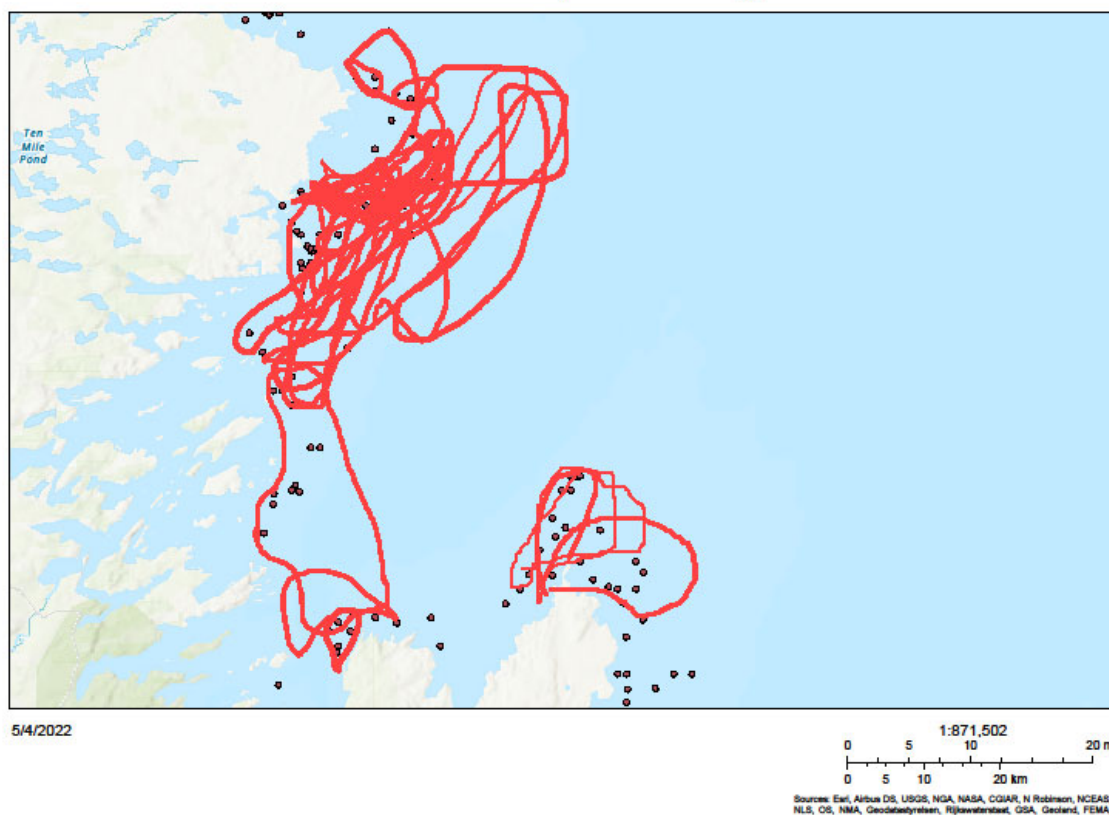 Ten
Mile
Pond
5/4/2022
1:871,502
0 5 10 20 m
0 5 10 20 km
Sources: Esri, Airbus DS, USGS, NGA, NASA, CGIAR, N Robinson, NCEAS
NLS, OS, NMA, Geodatastyrelsen, Rijkswaterstaat, GSA, Geoland, FEMA